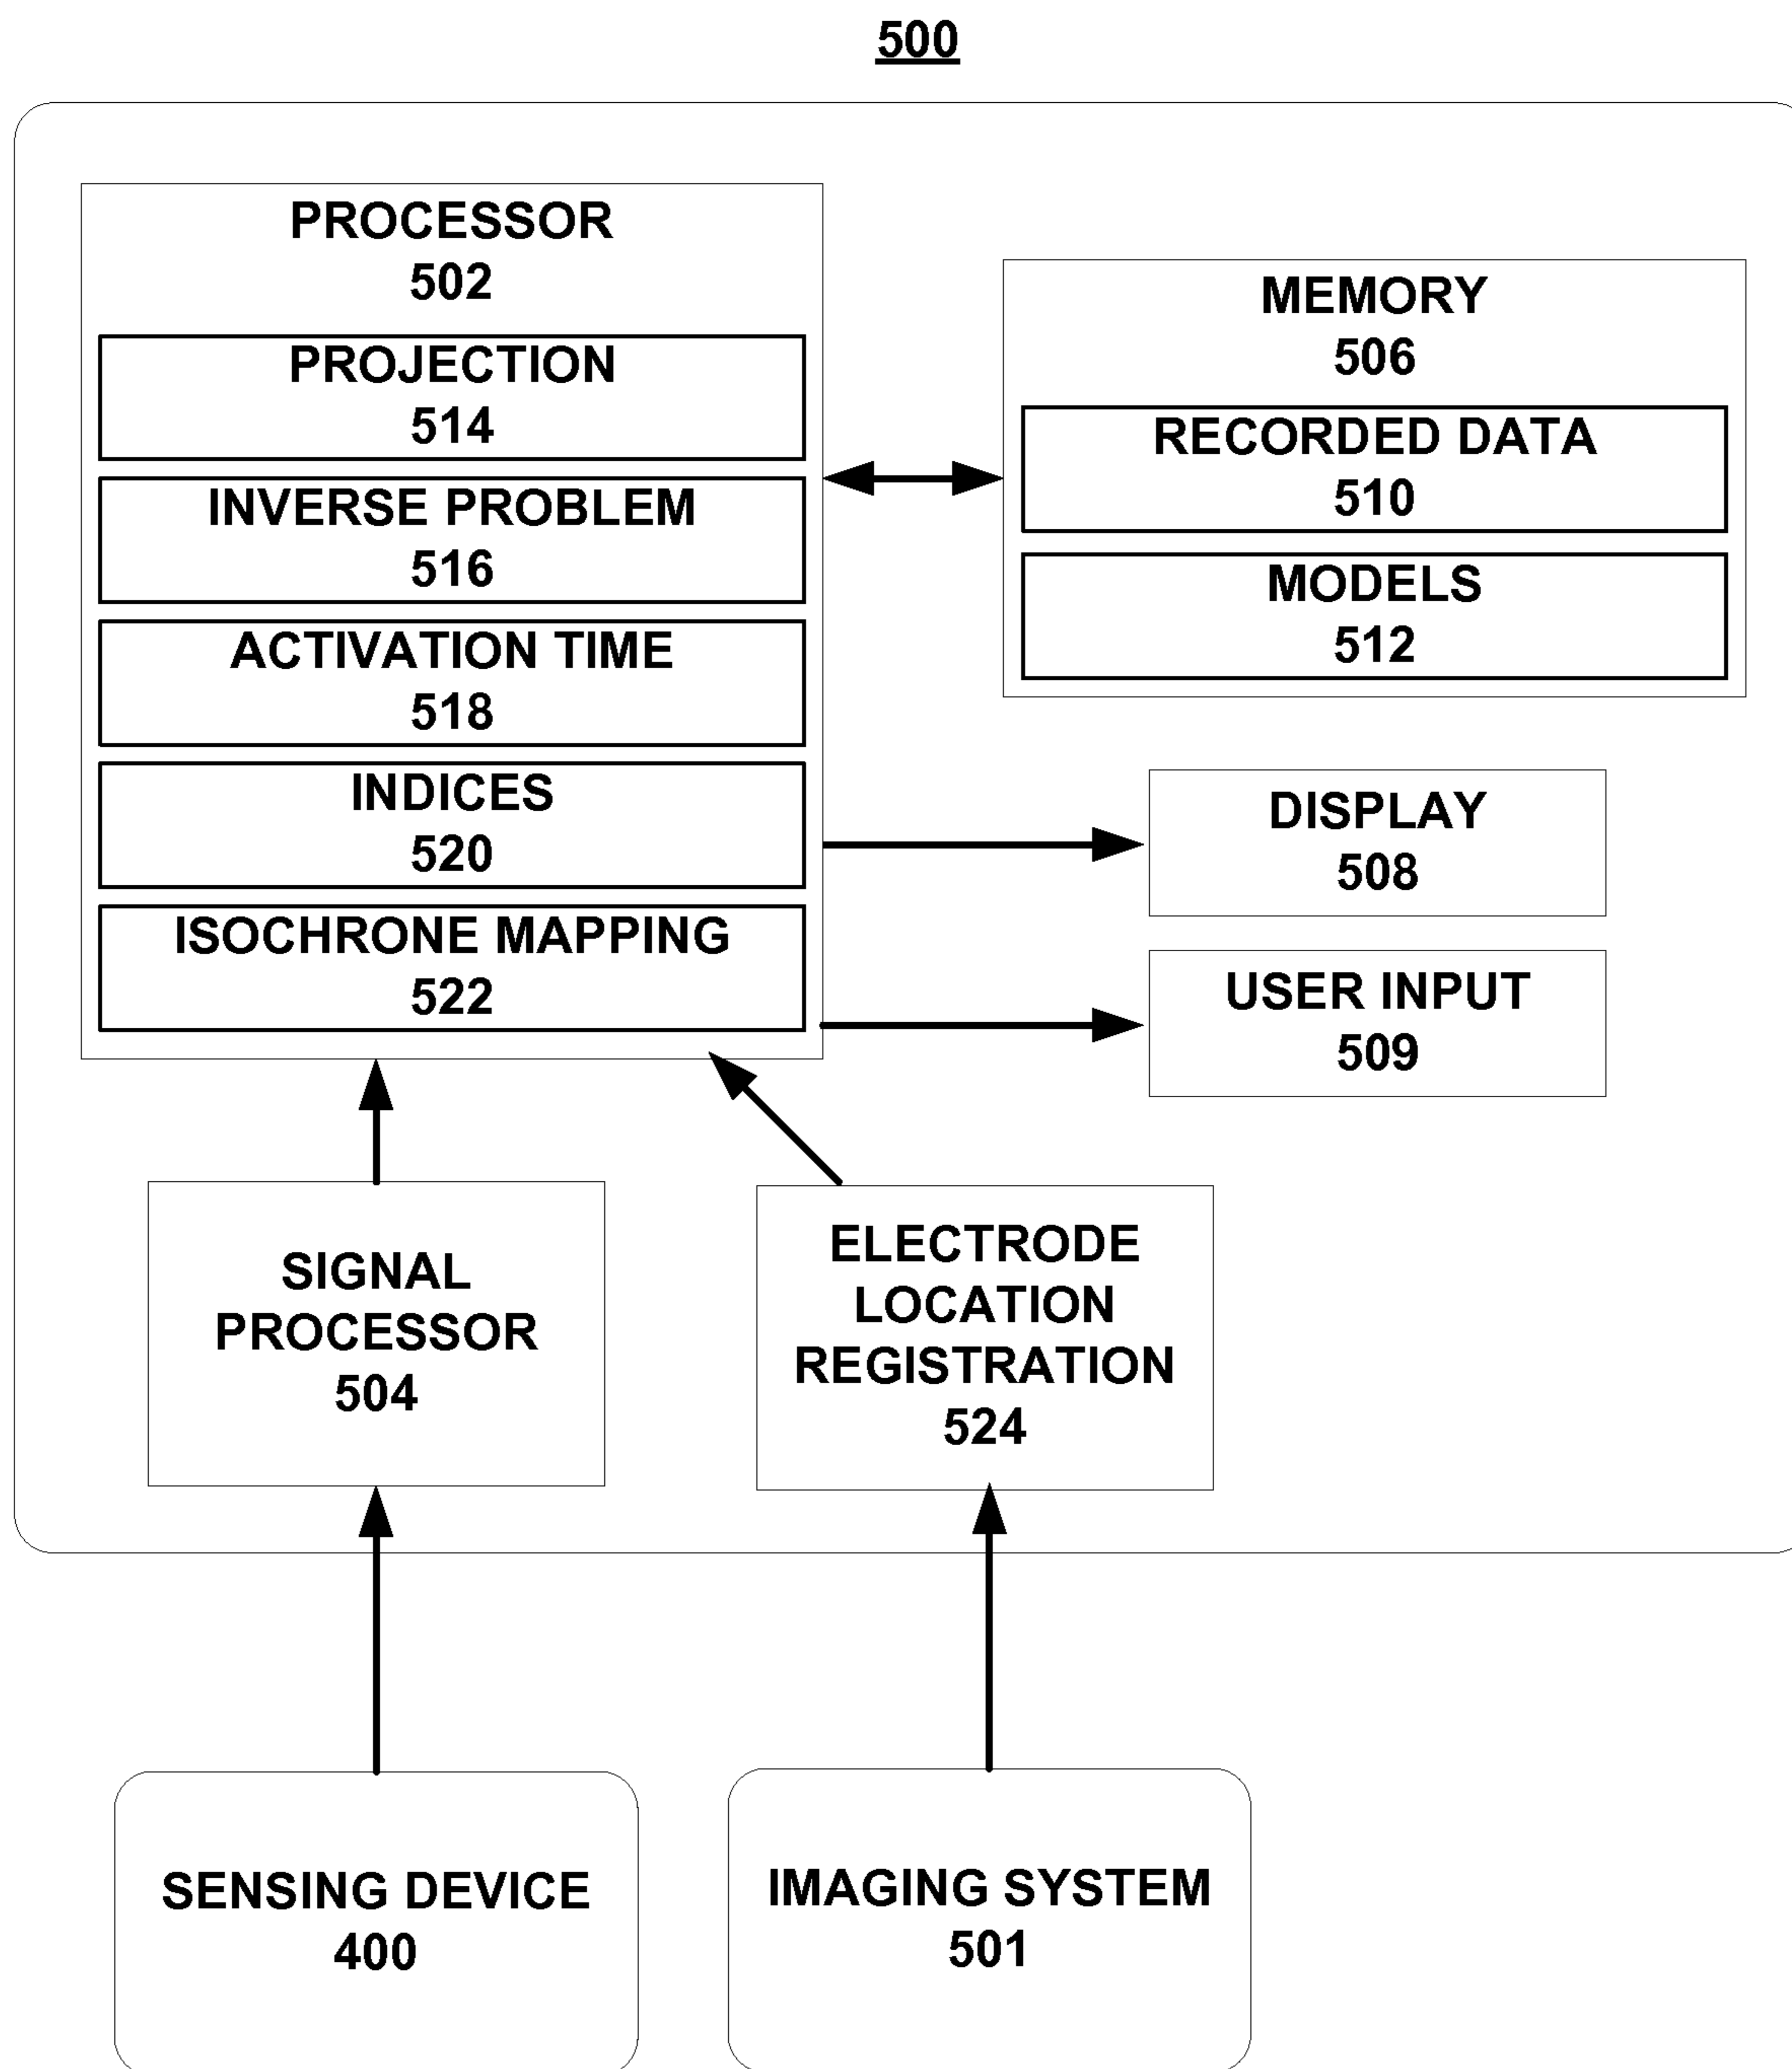 500
PROCESSOR
502
PROJECTION
514
INVERSE PROBLEM
516
ACTIVATION TIME
518
INDICES
520
ISOCHRONE MAPPING
522
MEMORY
506
RECORDED DATA
510
MODELS
512
DISPLAY
508
USER INPUT
509
SIGNAL
PROCESSOR
504
ELECTRODE
LOCATION
REGISTRATION
524
SENSING DEVICE
400
IMAGING SYSTEM
501